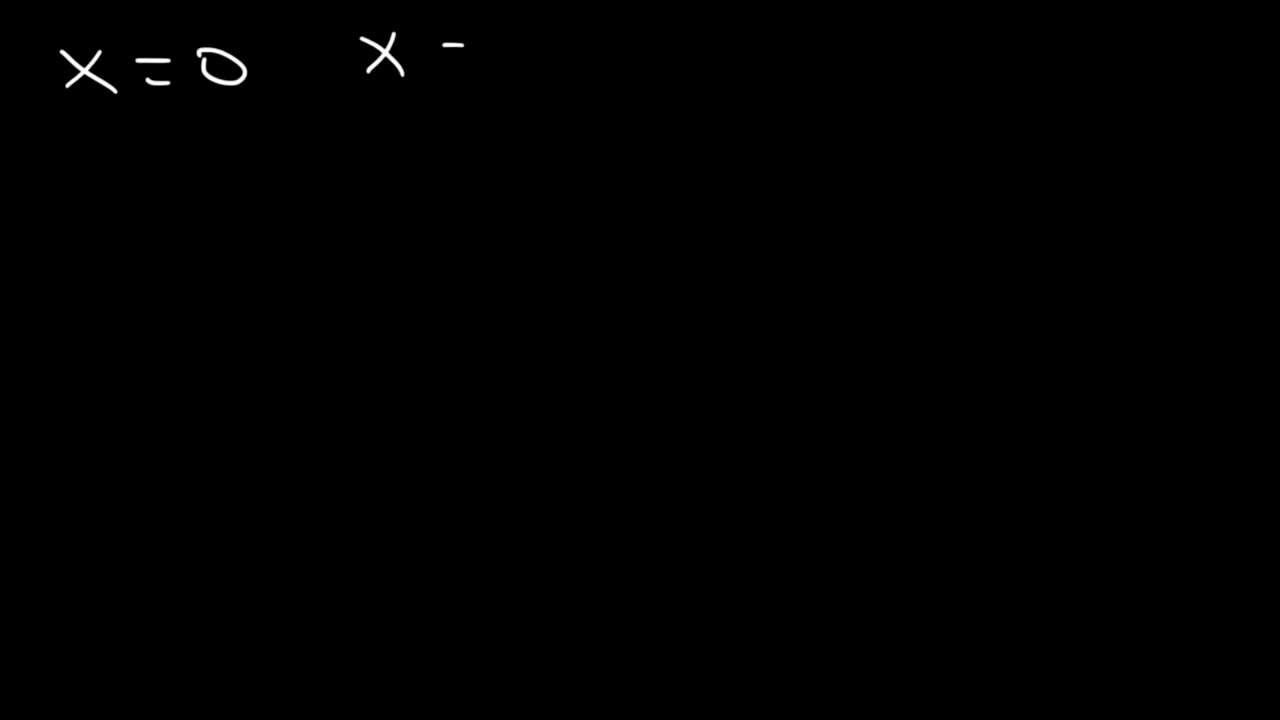 x = 0 x -